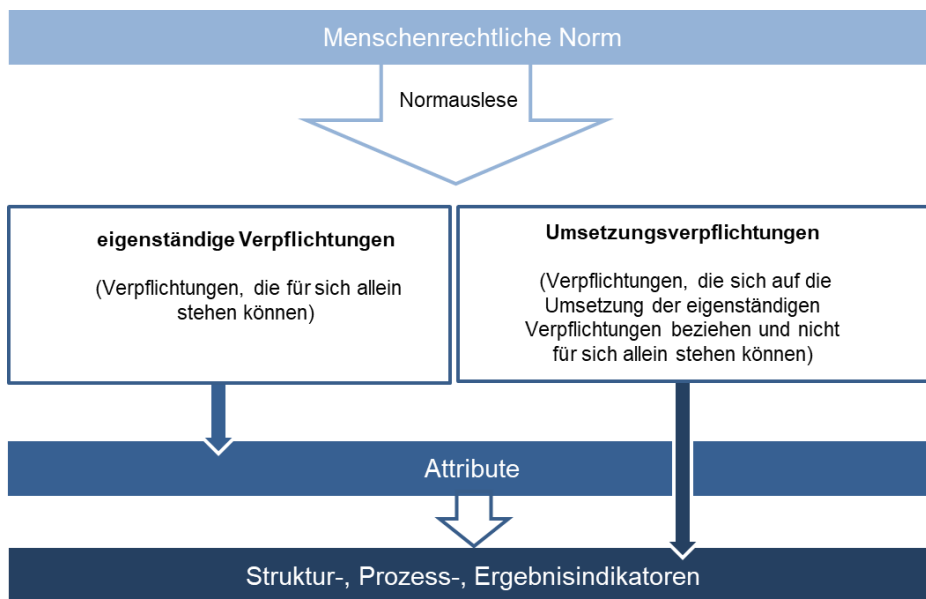 Menschenrechtliche Norm
Normauslese
eigenständige Verpflichtungen
(Verpflichtungen, die für sich allein
stehen können)
Umsetzungsverpflichtungen
(Verpflichtungen, die sich auf die
Umsetzung der eigenständigen
Verpflichtungen beziehen und nicht
für sich allein stehen können)
Attribute
Struktur-, Prozess-, Ergebnisindikatoren